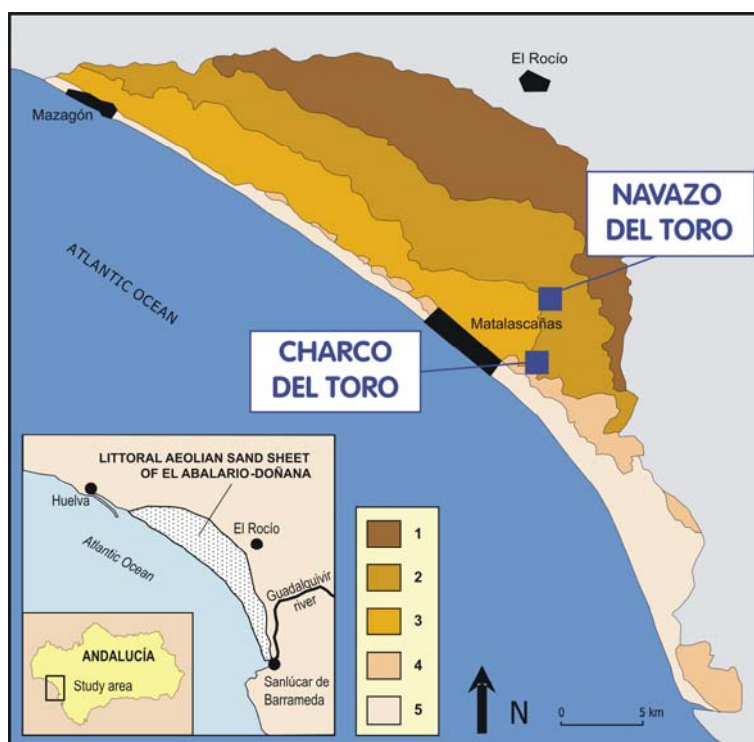 El Rocío
Mazagón
NAVAZO
DEL TORO
ATLANTIC OCEAN
Matalascañas
CHARCO
DEL TORO
LITTORAL AEOLIAN SAND SHEET
OF EL ABALARIO-DOÑANA
Huelva
El Rocío
Atlantic Ocean
Guadalquivir
river
Sanlúcar de
Barrameda
ANDALUCÍA
Study area
1
2
3
4
5
N
0 5 km